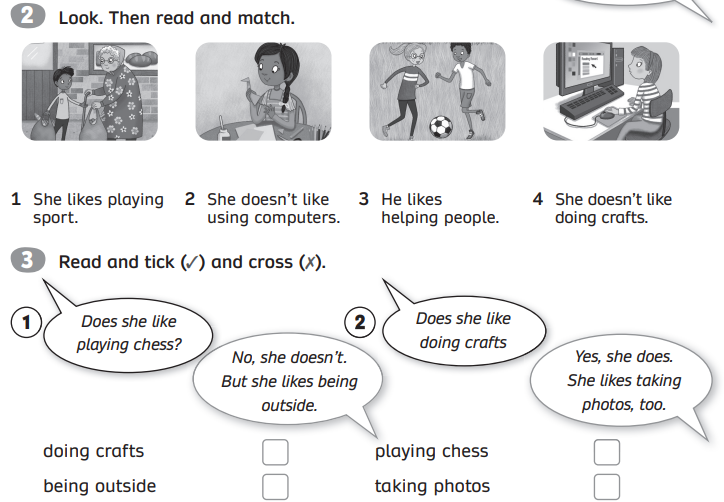 2 Look. Then read and match.
1 She likes playing
sport.
2 She doesn't like
using computers.
3 He likes
helping people.
4 She doesn't like
doing crafts.
3 Read and tick (✓) and cross (✗).
1
Does she like
playing chess?
No, she doesn't.
But she likes being
outside.
2
Does she like
doing crafts
Yes, she does.
She likes taking
photos, too.
doing crafts
being outside
playing chess
taking photos